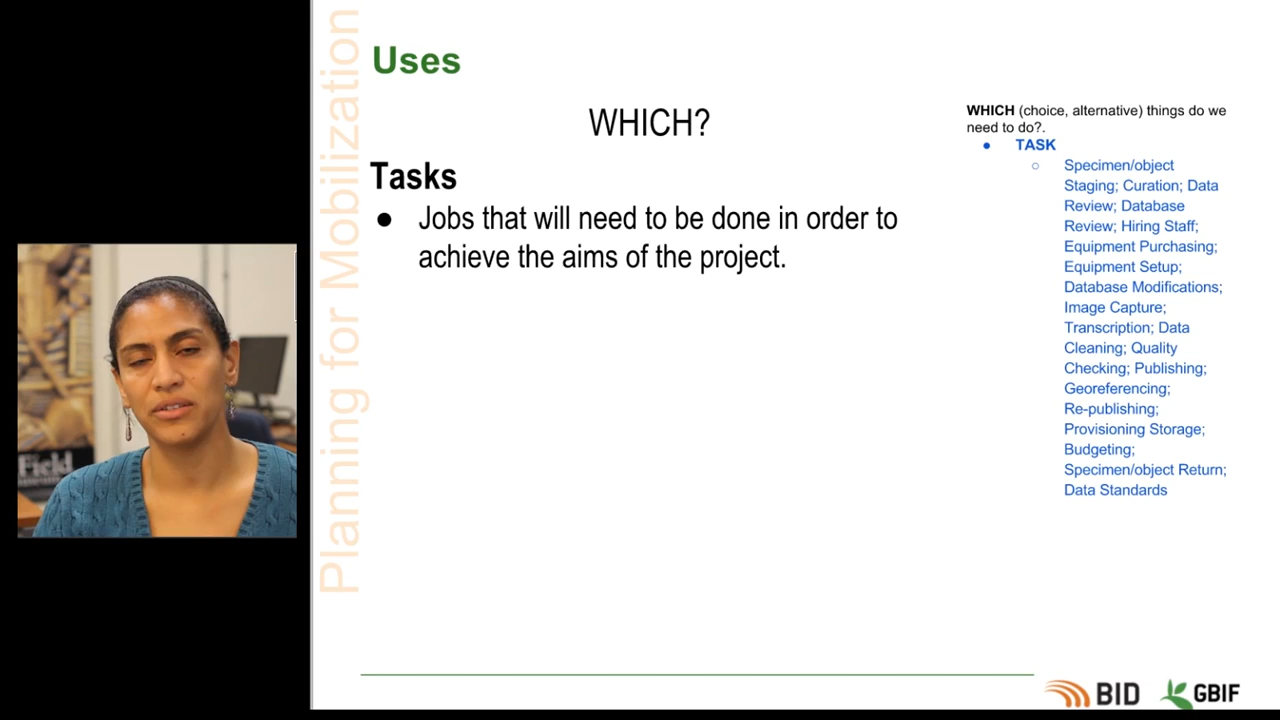 Planning for Mobilization
Uses
WHICH?
Tasks
● Jobs that will need to be done in order to
achieve the aims of the project.
WHICH (choice, alternative) things do we
need to do?.
● TASK
○ Specimen/object
Staging; Curation; Data
Review; Database
Review; Hiring Staff;
Equipment Purchasing;
Equipment Setup;
Database Modifications;
Image Capture;
Transcription; Data
Cleaning; Quality
Checking; Publishing;
Georeferencing;
Re-publishing;
Provisioning Storage;
Budgeting;
Specimen/object Return;
Data Standards
Field
BID
GBIF